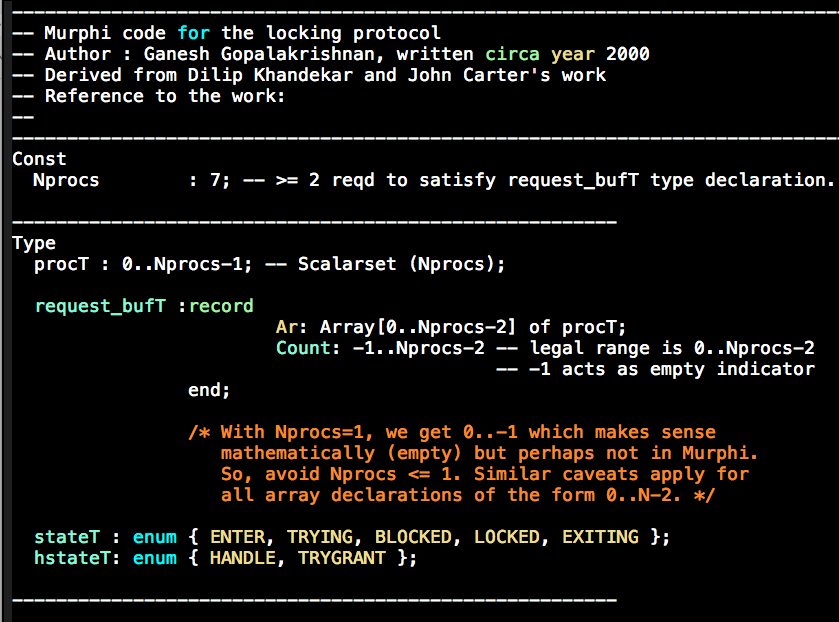 --------------------------------------------------------------------------
-- Murphi code for the locking protocol
-- Author : Ganesh Gopalakrishnan, written circa year 2000
-- Derived from Dilip Khandekar and John Carter's work
-- Reference to the work:
--
--------------------------------------------------------------------------
Const
  Nprocs        : 7; -- >= 2 reqd to satisfy request_bufT type declaration.
-------------------------------------------------------
Type
  procT : 0..Nprocs-1; -- Scalarset (Nprocs);
  request_bufT :record
                        Ar: Array[0..Nprocs-2] of procT;
                        Count: -1..Nprocs-2 -- legal range is 0..Nprocs-2
                                            -- -1 acts as empty indicator
                end;
                /* With Nprocs=1, we get 0..-1 which makes sense
                   mathematically (empty) but perhaps not in Murphi.
                   So, avoid Nprocs <= 1. Similar caveats apply for
                   all array declarations of the form 0..N-2. */
  stateT : enum { ENTER, TRYING, BLOCKED, LOCKED, EXITING };
  hstateT: enum { HANDLE, TRYGRANT };
-------------------------------------------------------